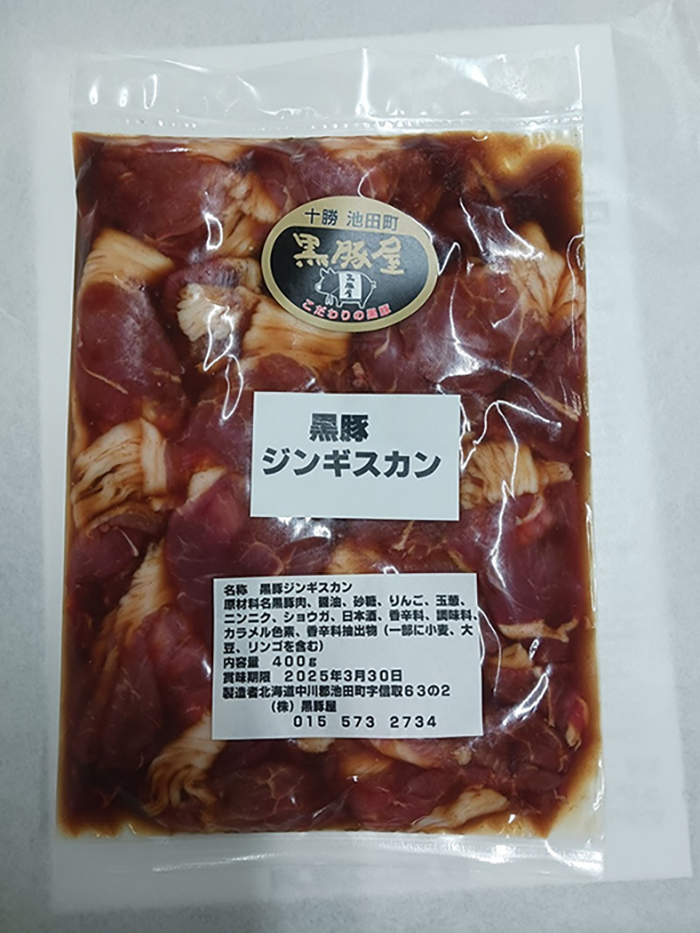 十勝 池田町
黒豚屋
黒豚屋
こだわりの黒豚
黒豚
ジンギスカン
名称 黒豚ジンギスカン
原材料名黒豚肉、醤油、砂糖、りんご、玉葱、
ニンニク、ショウガ、日本酒、香辛料、調味料、
カラメル色素、香辛料抽出物（一部に小麦、大
豆、リンゴを含む）
内容量 400g
賞味期限 2025年3月30日
製造者北海道中川郡池田町字信取63の2
（株）黒豚屋
015 573 2734